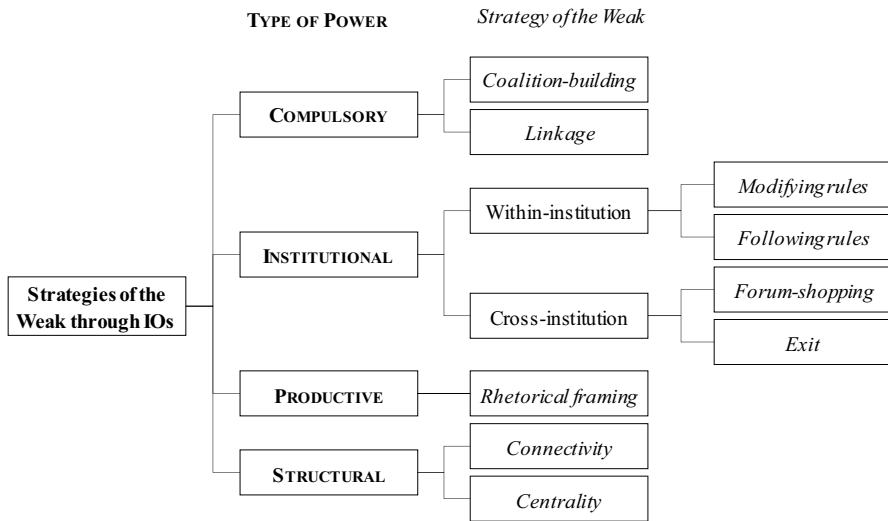 TYPE OF POWER
Strategy of the Weak
Coalition-building
COMPULSORY
Linkage
Modifying rules
Within-institution
Following rules
INSTITUTIONAL
Strategies of the
Weak through IOs
Forum-shopping
Cross-institution
Exit
PRODUCTIVE
Rhetorical framing
Connectivity
STRUCTURAL
Centrality